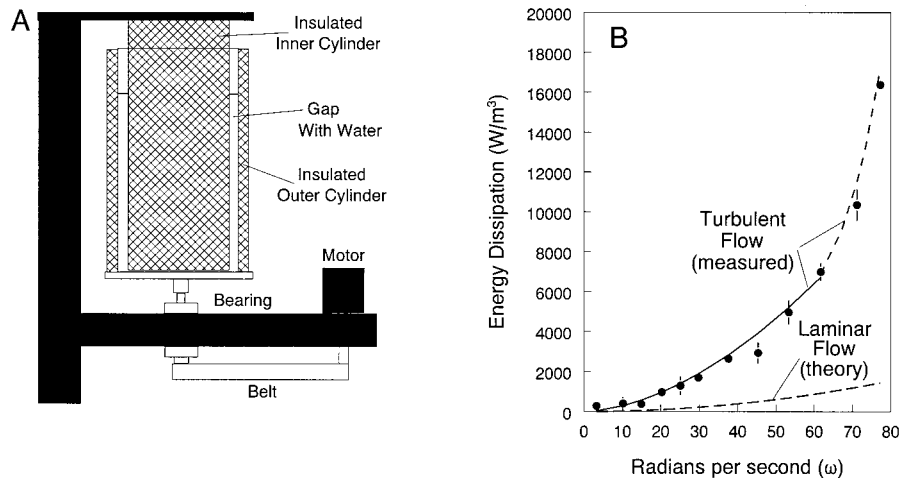 A
Insulated
Inner Cylinder
Gap
With Water
Insulated
Outer Cylinder
Motor
Bearing
Belt
B
Energy Dissipation (W/m³)
20000
18000
16000
14000
12000
10000
8000
6000
4000
2000
0
Turbulent
Flow
(measured)
Laminar
Flow
(theory)
0 10 20 30 40 50 60 70 80
Radians per second (ω)